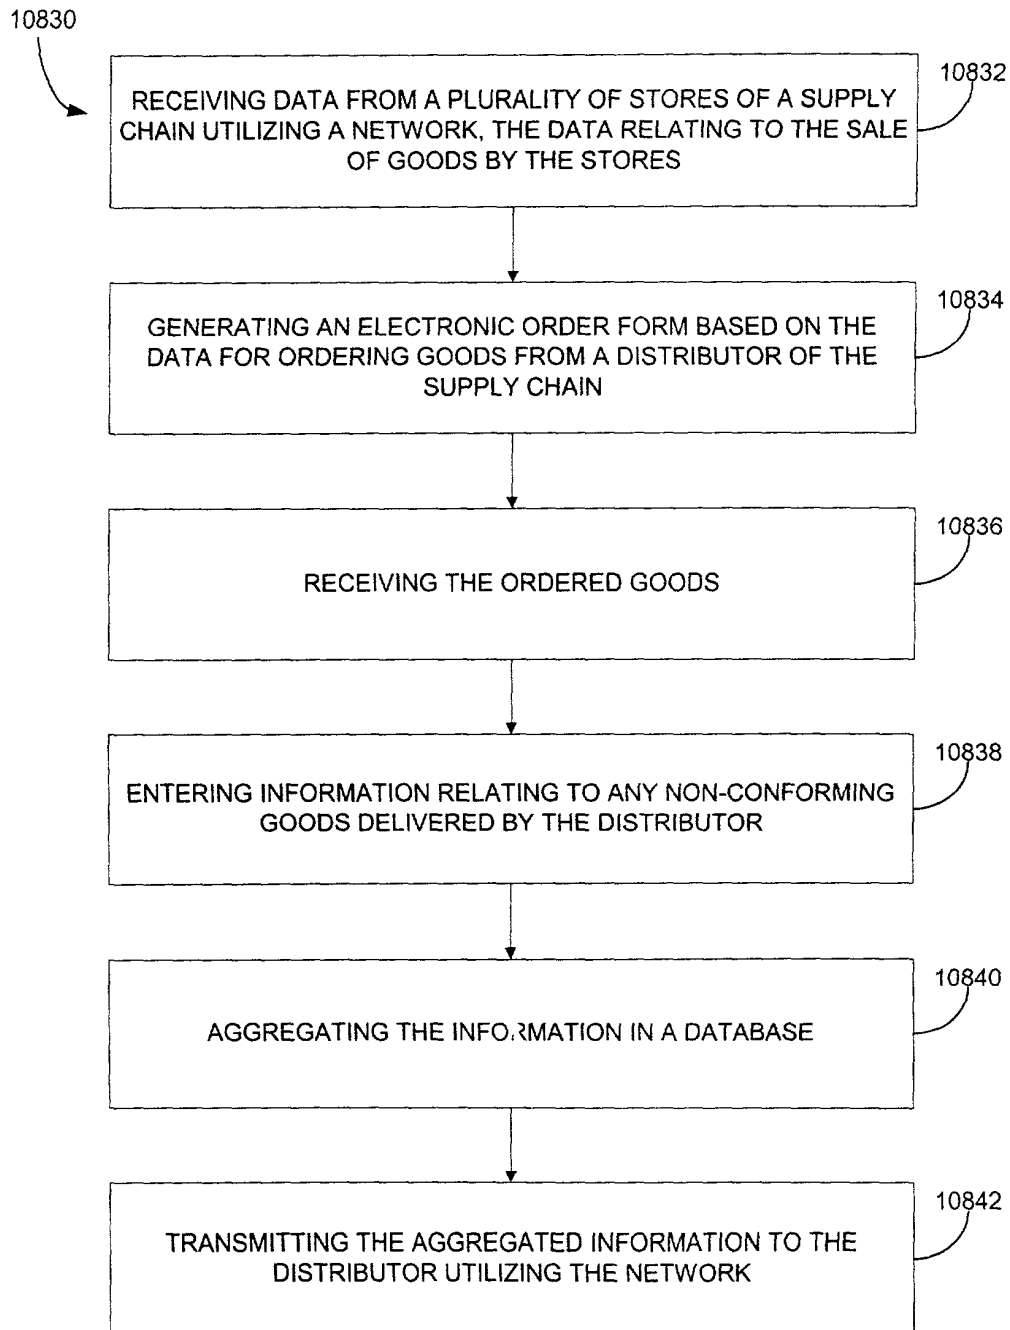 10830
10832
RECEIVING DATA FROM A PLURALITY OF STORES OF A SUPPLY
CHAIN UTILIZING A NETWORK, THE DATA RELATING TO THE SALE
OF GOODS BY THE STORES
10834
GENERATING AN ELECTRONIC ORDER FORM BASED ON THE
DATA FOR ORDERING GOODS FROM A DISTRIBUTOR OF THE
SUPPLY CHAIN
10836
RECEIVING THE ORDERED GOODS
10838
ENTERING INFORMATION RELATING TO ANY NON-CONFORMING
GOODS DELIVERED BY THE DISTRIBUTOR
10840
AGGREGATING THE INFORMATION IN A DATABASE
10842
TRANSMITTING THE AGGREGATED INFORMATION TO THE
DISTRIBUTOR UTILIZING THE NETWORK